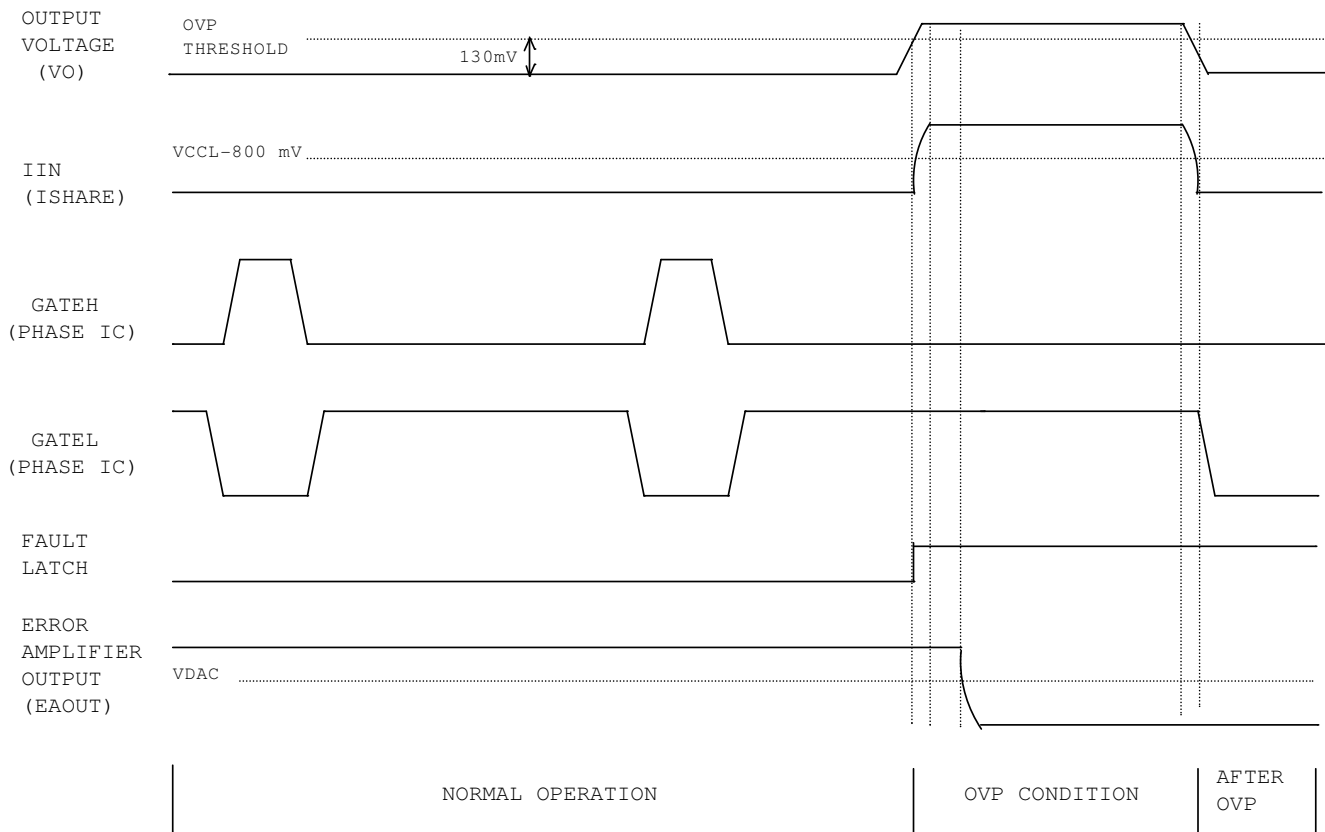 OUTPUT
VOLTAGE
(VO)
OVP
THRESHOLD
130mV
VCCL-800 mV
IIN
(ISHARE)
GATEH
(PHASE IC)
GATEL
(PHASE IC)
FAULT
LATCH
ERROR
AMPLIFIER
OUTPUT
(EAOUT)
VDAC
NORMAL OPERATION
OVP CONDITION
AFTER
OVP